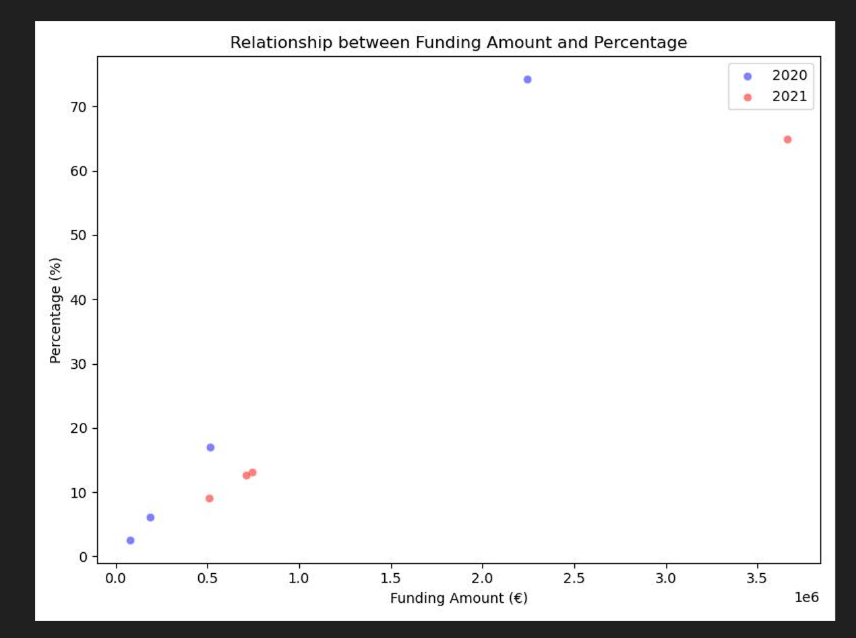 Relationship between Funding Amount and Percentage
2020
2021
70
60
50
40
30
20
10
0
Percentage (%)
0.0 0.5 1.0 1.5 2.0 2.5 3.0 3.5
1e6
Funding Amount (€)